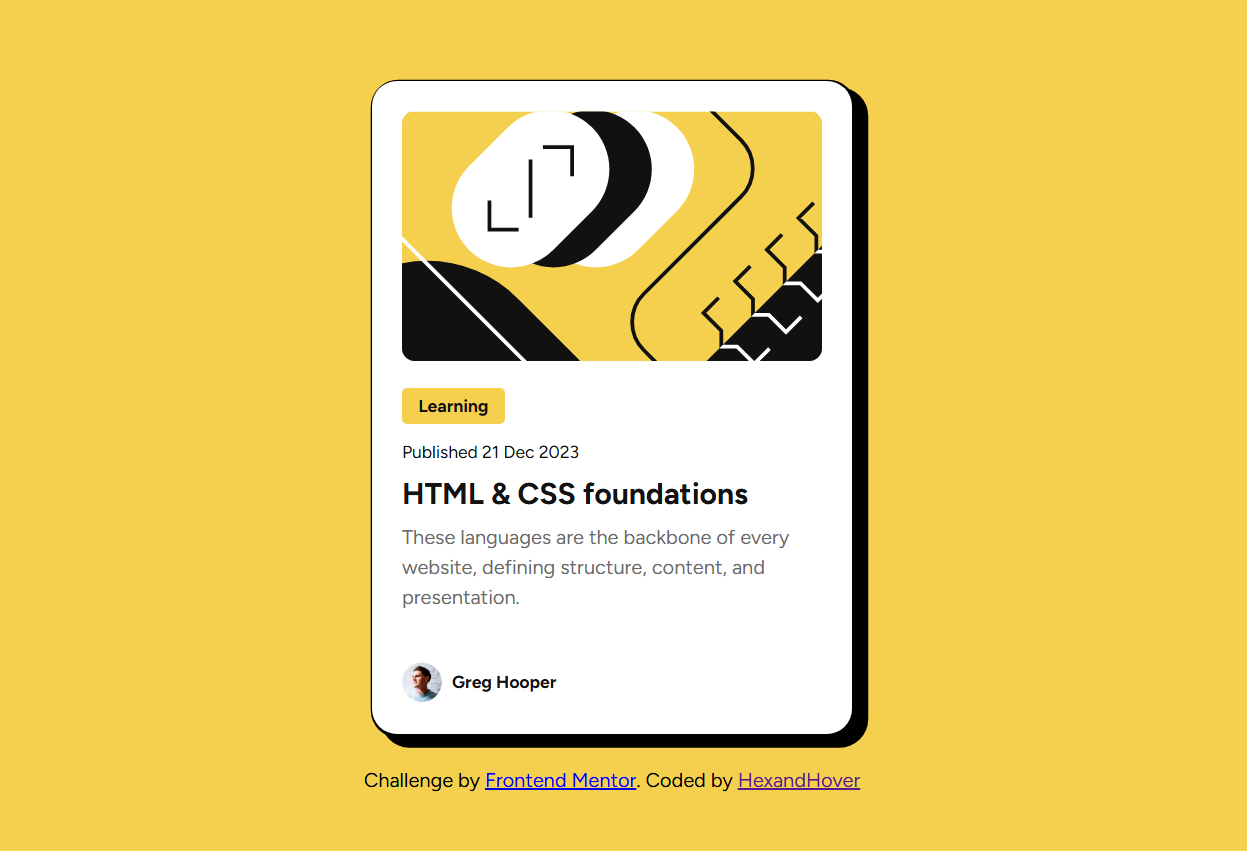 Learning
Published 21 Dec 2023
HTML & CSS foundations
These languages are the backbone of every
website, defining structure, content, and
presentation.
Greg Hooper
Challenge by Frontend Mentor. Coded by HexandHover